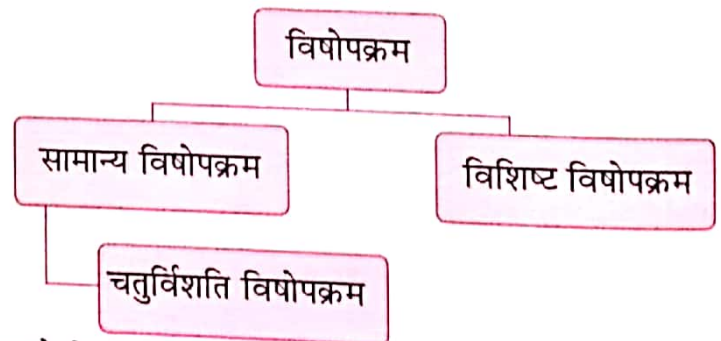 विषोपक्रम
सामान्य विषोपक्रम
विशिष्ट विषोपक्रम
चतुर्विशति विषोपक्रम